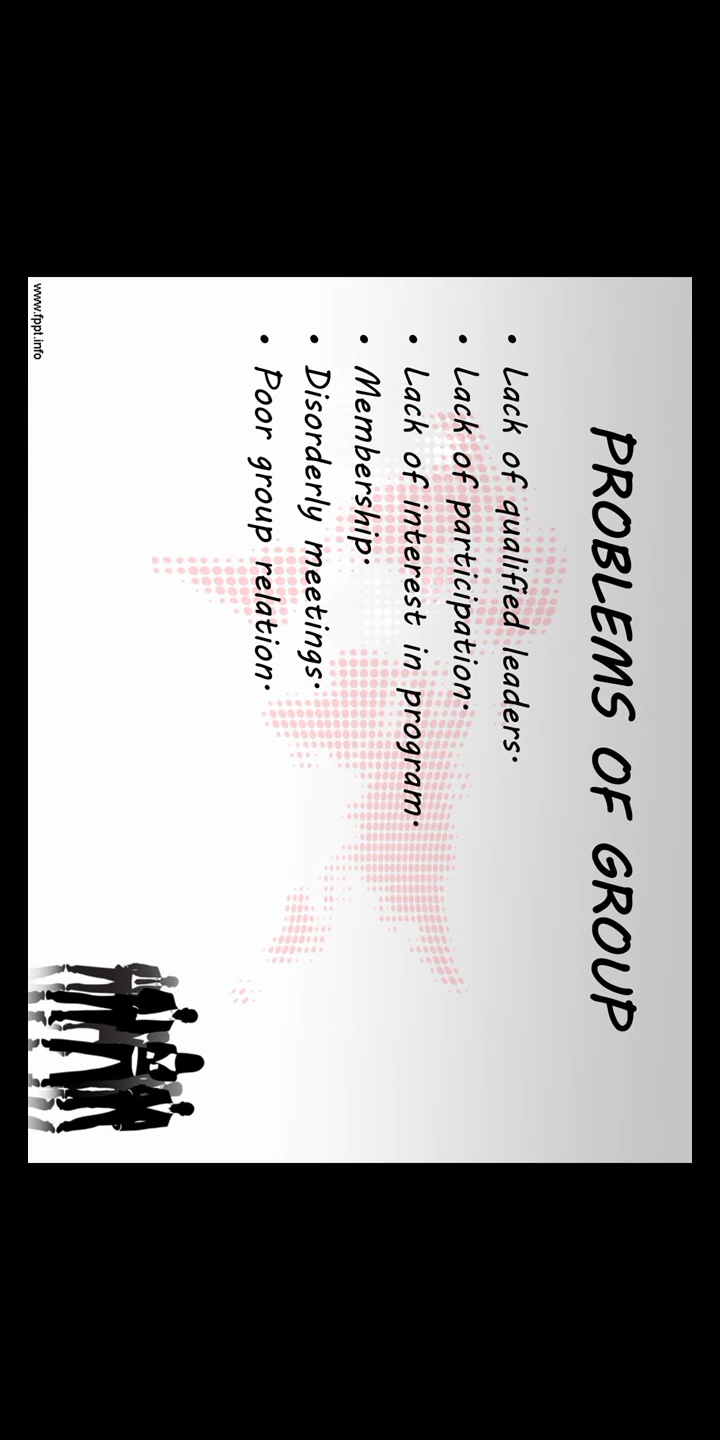 PROBLEMS OF GROUP
• Lack of qualified leaders.
• Lack of participation.
• Lack of interest in program.
• Membership.
• Disorderly meetings.
• Poor group relation.
www.fppt.info